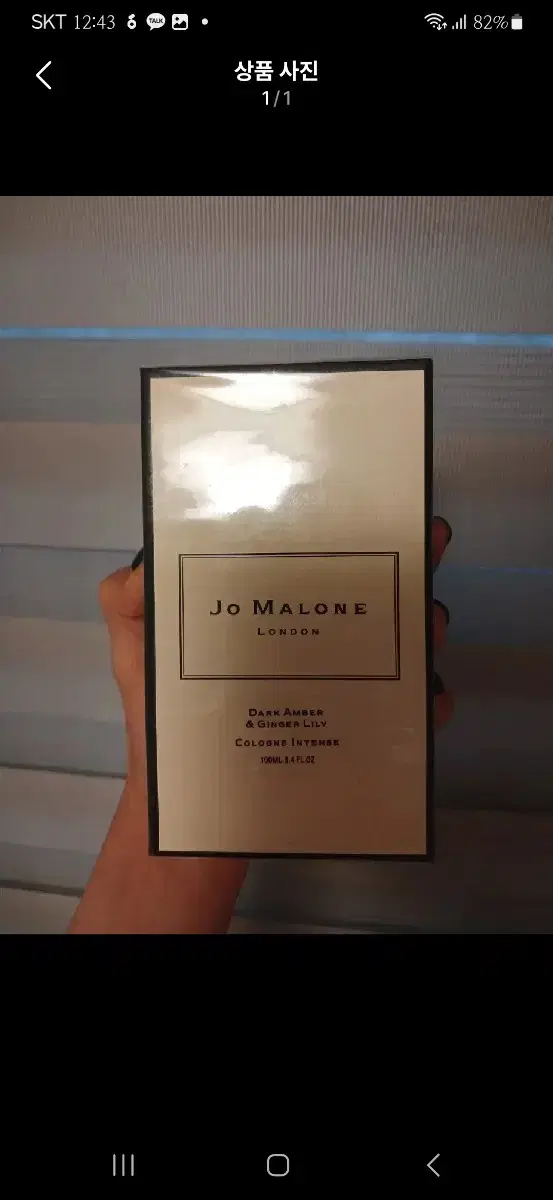 SKT 12:43
82%
상품 사진
1/1
JO MALONE
LONDON
DARK AMBER
& GINGER LILY
COLOGNE INTENSE
100ML 3.4 FL.OZ